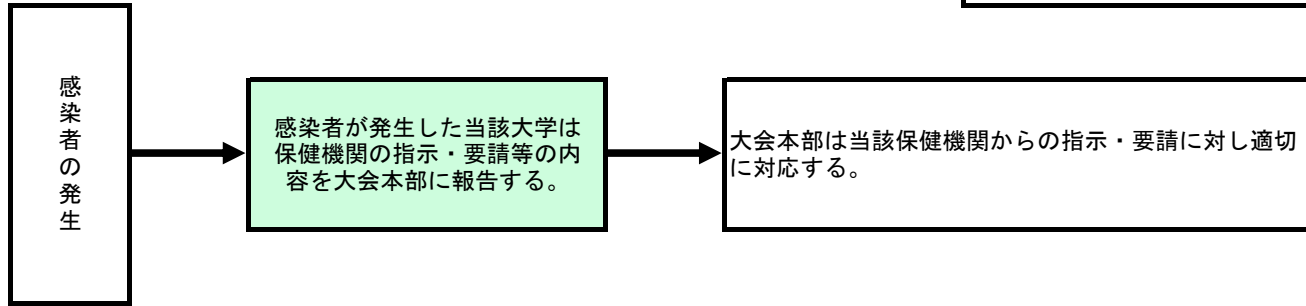 感染者の発生
感染者が発生した当該大学は
保健機関の指示・要請等の内
容を大会本部に報告する。
大会本部は当該保健機関からの指示・要請に対し適切
に対応する。